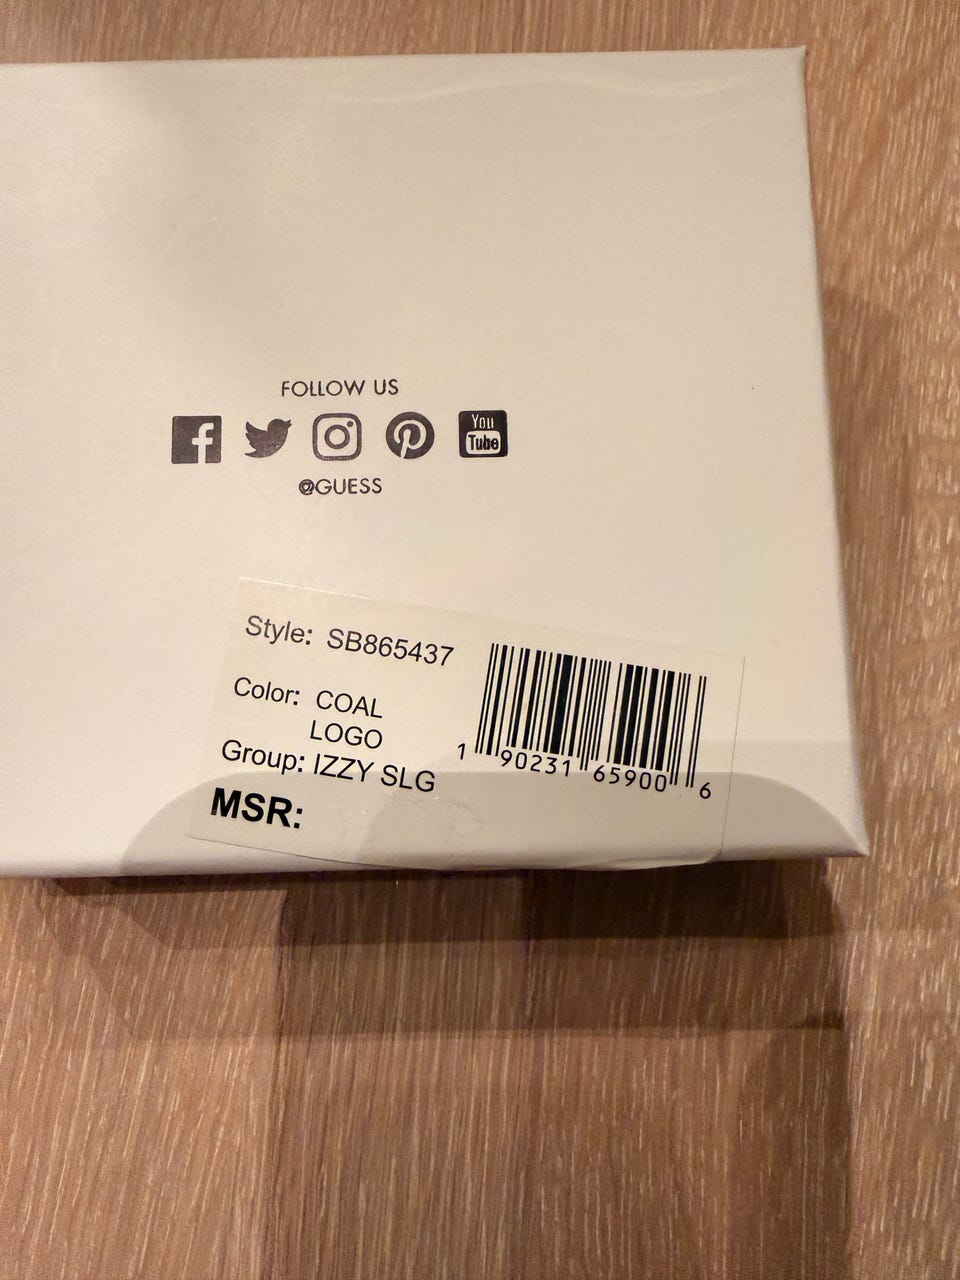 FOLLOW US
You
Tube
@GUESS
Style: SB865437
Color: COAL
LOGO
Group: IZZY SLG
MSR:
1 90231 65900 6